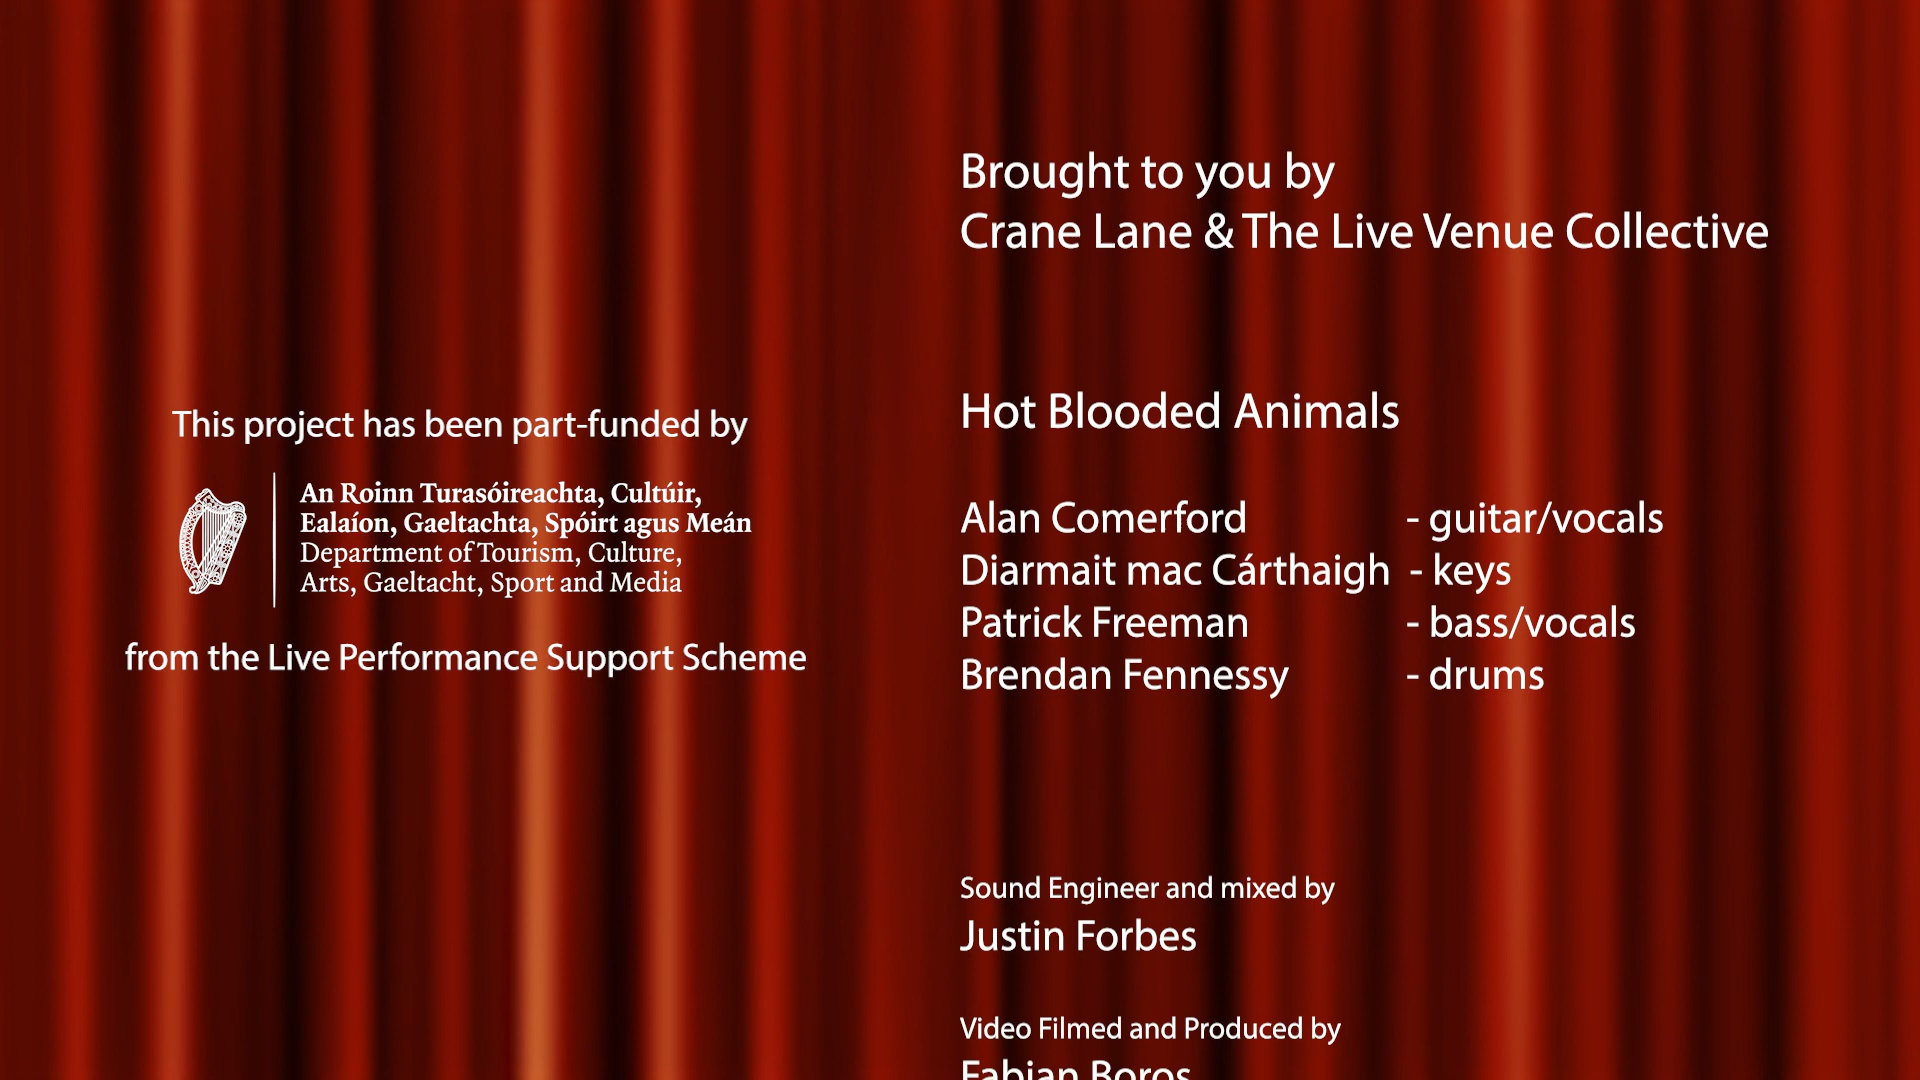 This project has been part-funded by
An Roinn Turasóireachta, Cultúir,
Ealaíon, Gaeltachta, Spóirt agus Meán
Department of Tourism, Culture,
Arts, Gaeltacht, Sport and Media
from the Live Performance Support Scheme
Brought to you by
Crane Lane & The Live Venue Collective
Hot Blooded Animals
Alan Comerford - guitar/vocals
Diarmait mac Cárthaigh - keys
Patrick Freeman - bass/vocals
Brendan Fennessy - drums
Sound Engineer and mixed by
Justin Forbes
Video Filmed and Produced by
Fabian Boros